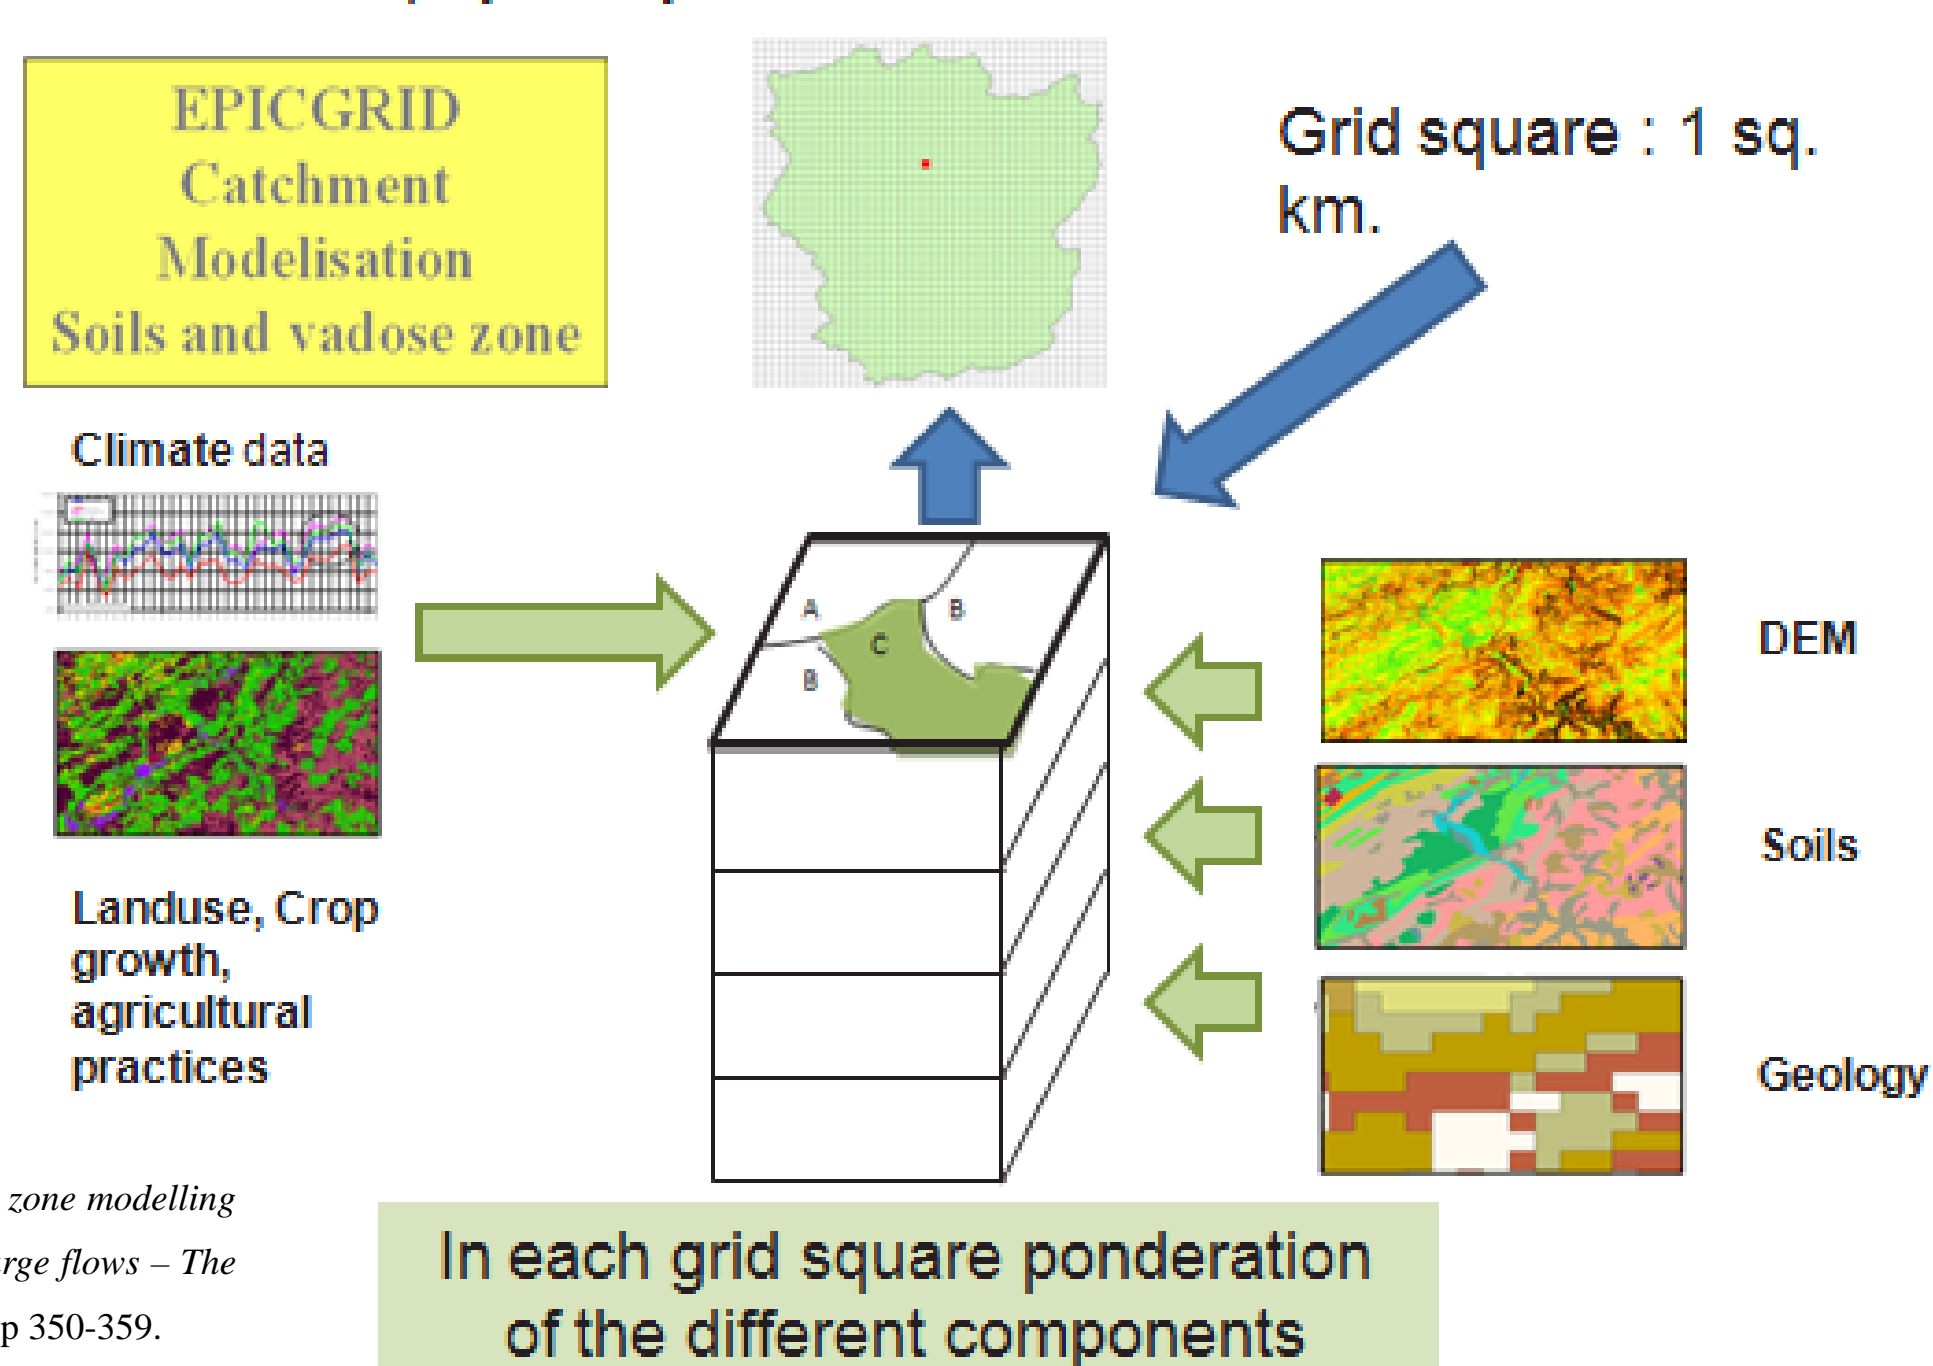 EPICGRID
Catchment
Modelisation
Soils and vadose zone
Grid square : 1 sq.
km.
Climate data
A
B
C
B
DEM
Soils
Landuse, Crop
growth,
agricultural
practices
Geology
zone modelling
rge flows – The
p 350-359.
In each grid square ponderation
of the different components